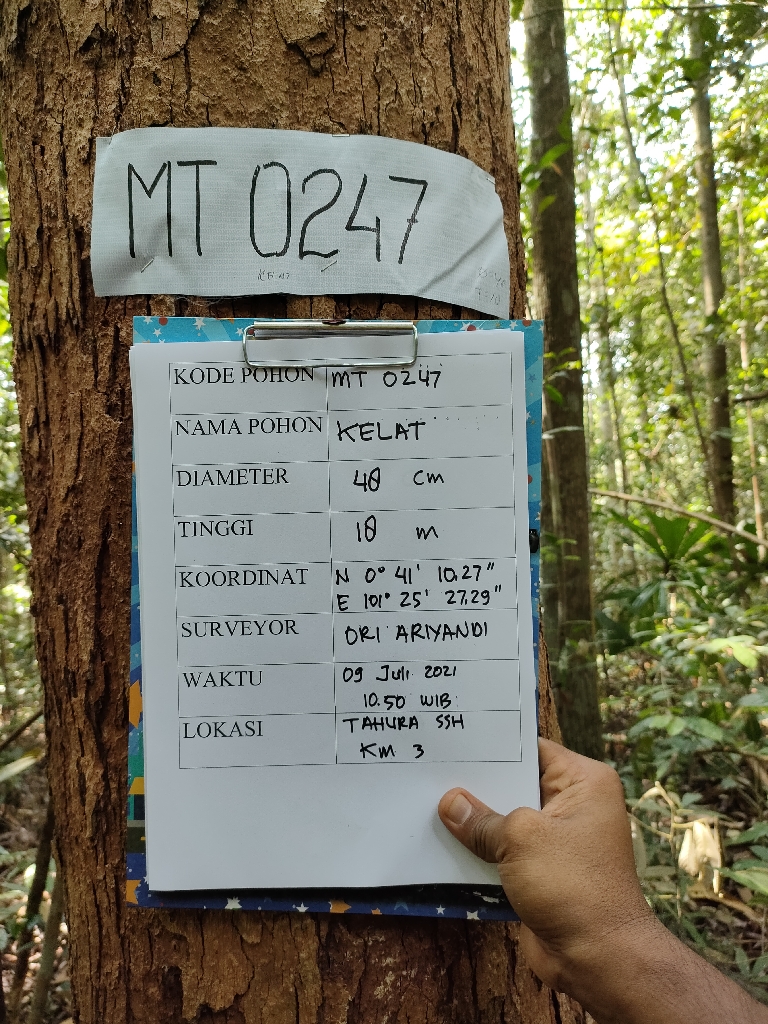 MT 0247
KODE POHON MT 0247
NAMA POHON KELAT
DIAMETER 40 cm
TINGGI 10 m
KOORDINAT N 0° 41' 10,27"
E 101° 25' 27,29"
SURVEYOR ORI ARIYANDI
WAKTU 09 Juli 2021
10.50 WIB
LOKASI TAHURA SSH
KM 3